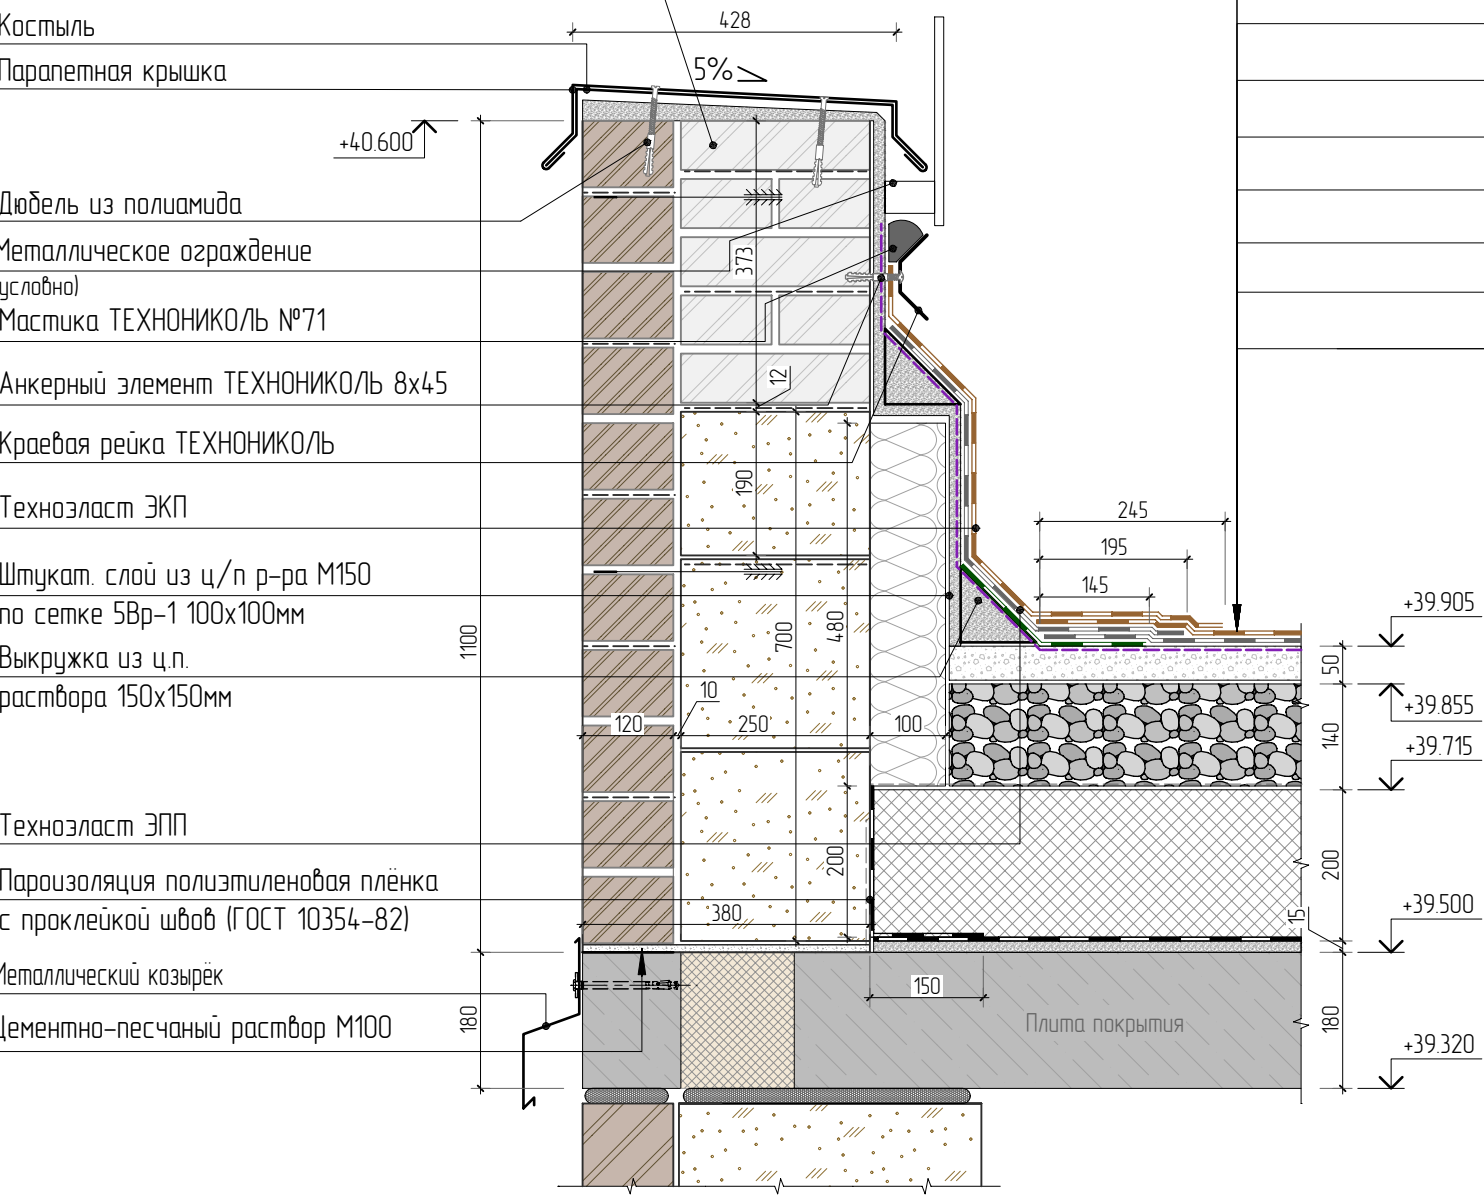 Костыль
Парапетная крышка
+40.600
428
5%
Дюбель из полиамида
Металлическое ограждение
условно)
Мастика ТЕХНОНИКОЛЬ №71
Анкерный элемент ТЕХНОНИКОЛЬ 8х45
Краевая рейка ТЕХНОНИКОЛЬ
Техноэласт ЭКП
Штукат. слой из ц/п р-ра М150
по сетке 5Вр-1 100х100мм
Выкружка из ц.п.
раствора 150х150мм
Техноэласт ЭПП
Пароизоляция полиэтиленовая плёнка
с проклейкой швов (ГОСТ 10354-82)
Металлический козырёк
Цементно-песчаный раствор М100
1100
180
373
12
190
700
480
10
120
250
100
200
380
150
245
195
145
Плита покрытия
50
140
200
15
180
+39.905
+39.855
+39.715
+39.500
+39.320